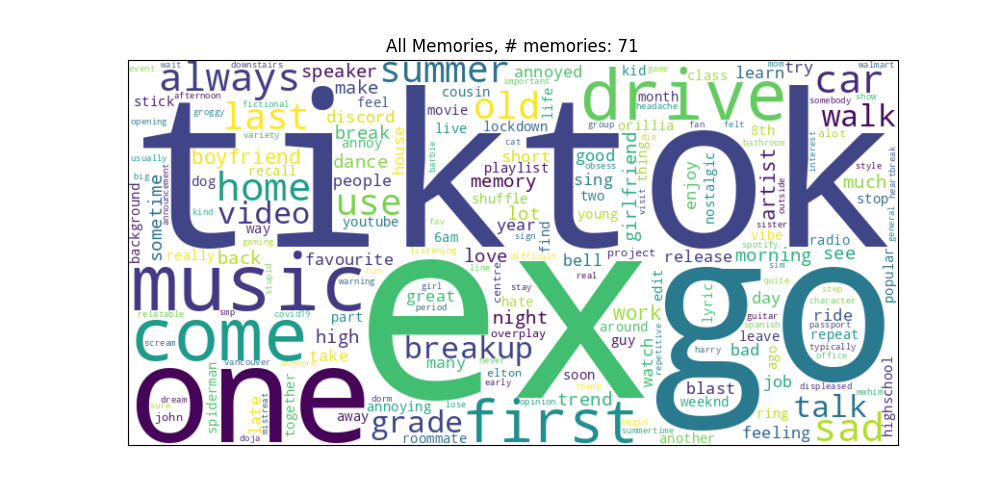 All Memories, # memories: 71
event wait downstairs always speaker summer annoyed kid game class learn mom try walmart
afternoon stick groggy fictional make feel cousin important month headache car somebody show
opening last discord movie old life drive walk
variety break live lockdown group orillia fan felt 8th alot
tiktok
usually boyfriend recall annoy house barbie cat short good thing die bathroom interest style
big announcement dog home dance people playlist obsess girlfriend visit enjoy nostalgic artist much
background sometime kind video use memory shuffle sing two young sister outside stop heartbreak
way youtube lot year fav sign find vibe radio general
really gaming back favourite 6am listening difficult bell project release spotify morning see popular
music stupid run love line real sim quite
relatable smp covid19 warning girl great period centre stay edit lyric day step character
come part hate night overplay ex work go guitar ride passport repeat
scream high take breakup around guy watch repetitive harry bad leave spanish typically office
vancouver anymore many never elton early soon theme trend blast ago job displeased mwhim
one dream sure john spiderman late mistreat together dorm lose opinion weeknd ring talk highschool
doja away annoying grade roommate first begin summertime another feeling sad